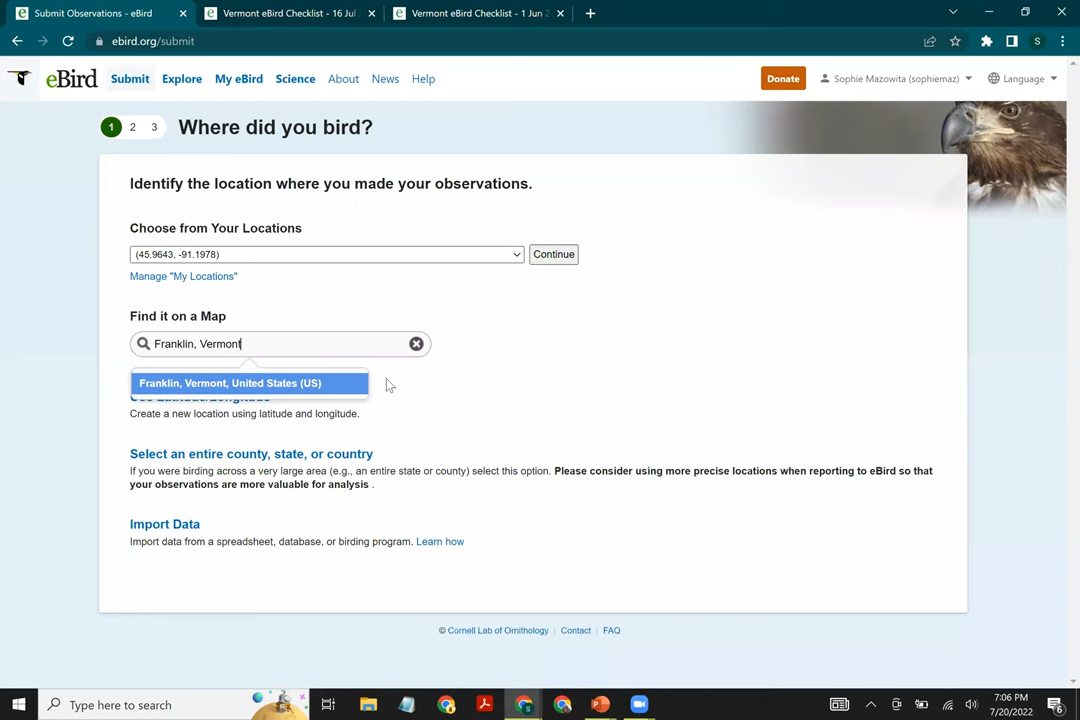 Submit Observations - eBird
Vermont eBird Checklist - 16 Jul
Vermont eBird Checklist - 1 Jun 2
ebird.org/submit
S
eBird
Submit Explore My eBird Science About News Help
Donate
Sophie Mazowita (sophiemaz)
Language
1 2 3 Where did you bird?
Identify the location where you made your observations.
Choose from Your Locations
(45.9643, -91.1978)
Continue
Manage "My Locations"
Find it on a Map
Franklin, Vermont
Franklin, Vermont, United States (US)
Create a new location using latitude and longitude.
Select an entire county, state, or country
If you were birding across a very large area (e.g., an entire state or county) select this option. Please consider using more precise locations when reporting to eBird so that
your observations are more valuable for analysis .
Import Data
Import data from a spreadsheet, database, or birding program. Learn how
© Cornell Lab of Ornithology | Contact | FAQ
Type here to search
7:06 PM
7/20/2022
6